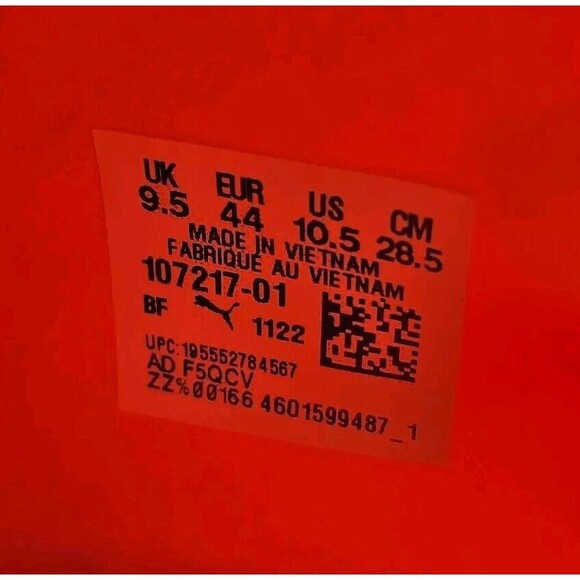 UK EUR US CM
9.5 44 10.5 28.5
MADE IN VIETNAM
FABRIQUÉ AU VIETNAM
107217-01
BF 1122
UPC:195552784567
AD F5QCV
ZZ%00166 4601599487_1